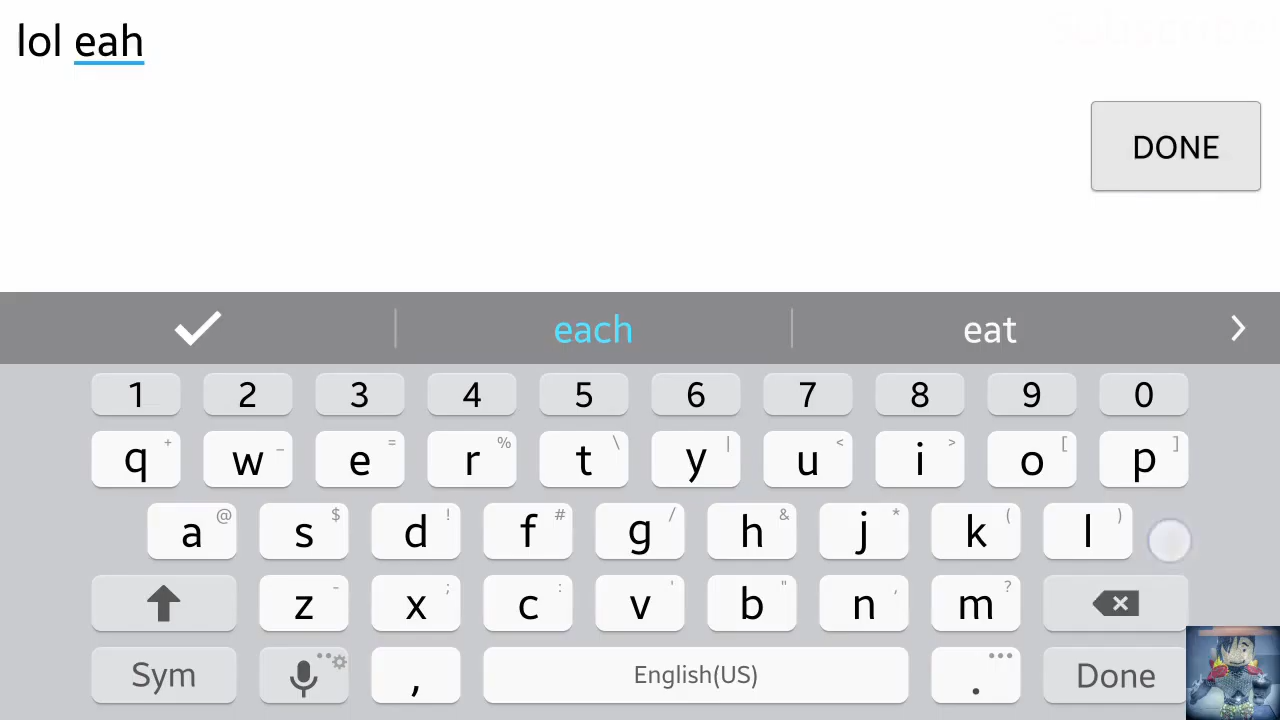 lol eah
Subscribe
DONE
each eat
1 2 3 4 5 6 7 8 9 0
q + w _ e = r % t \ y | u < i > o [ p ]
a @ s $ d ! f # g / h & j * k ( l )
z - x ; c : v ' b " n , m ?
Sym , English(US) . Done